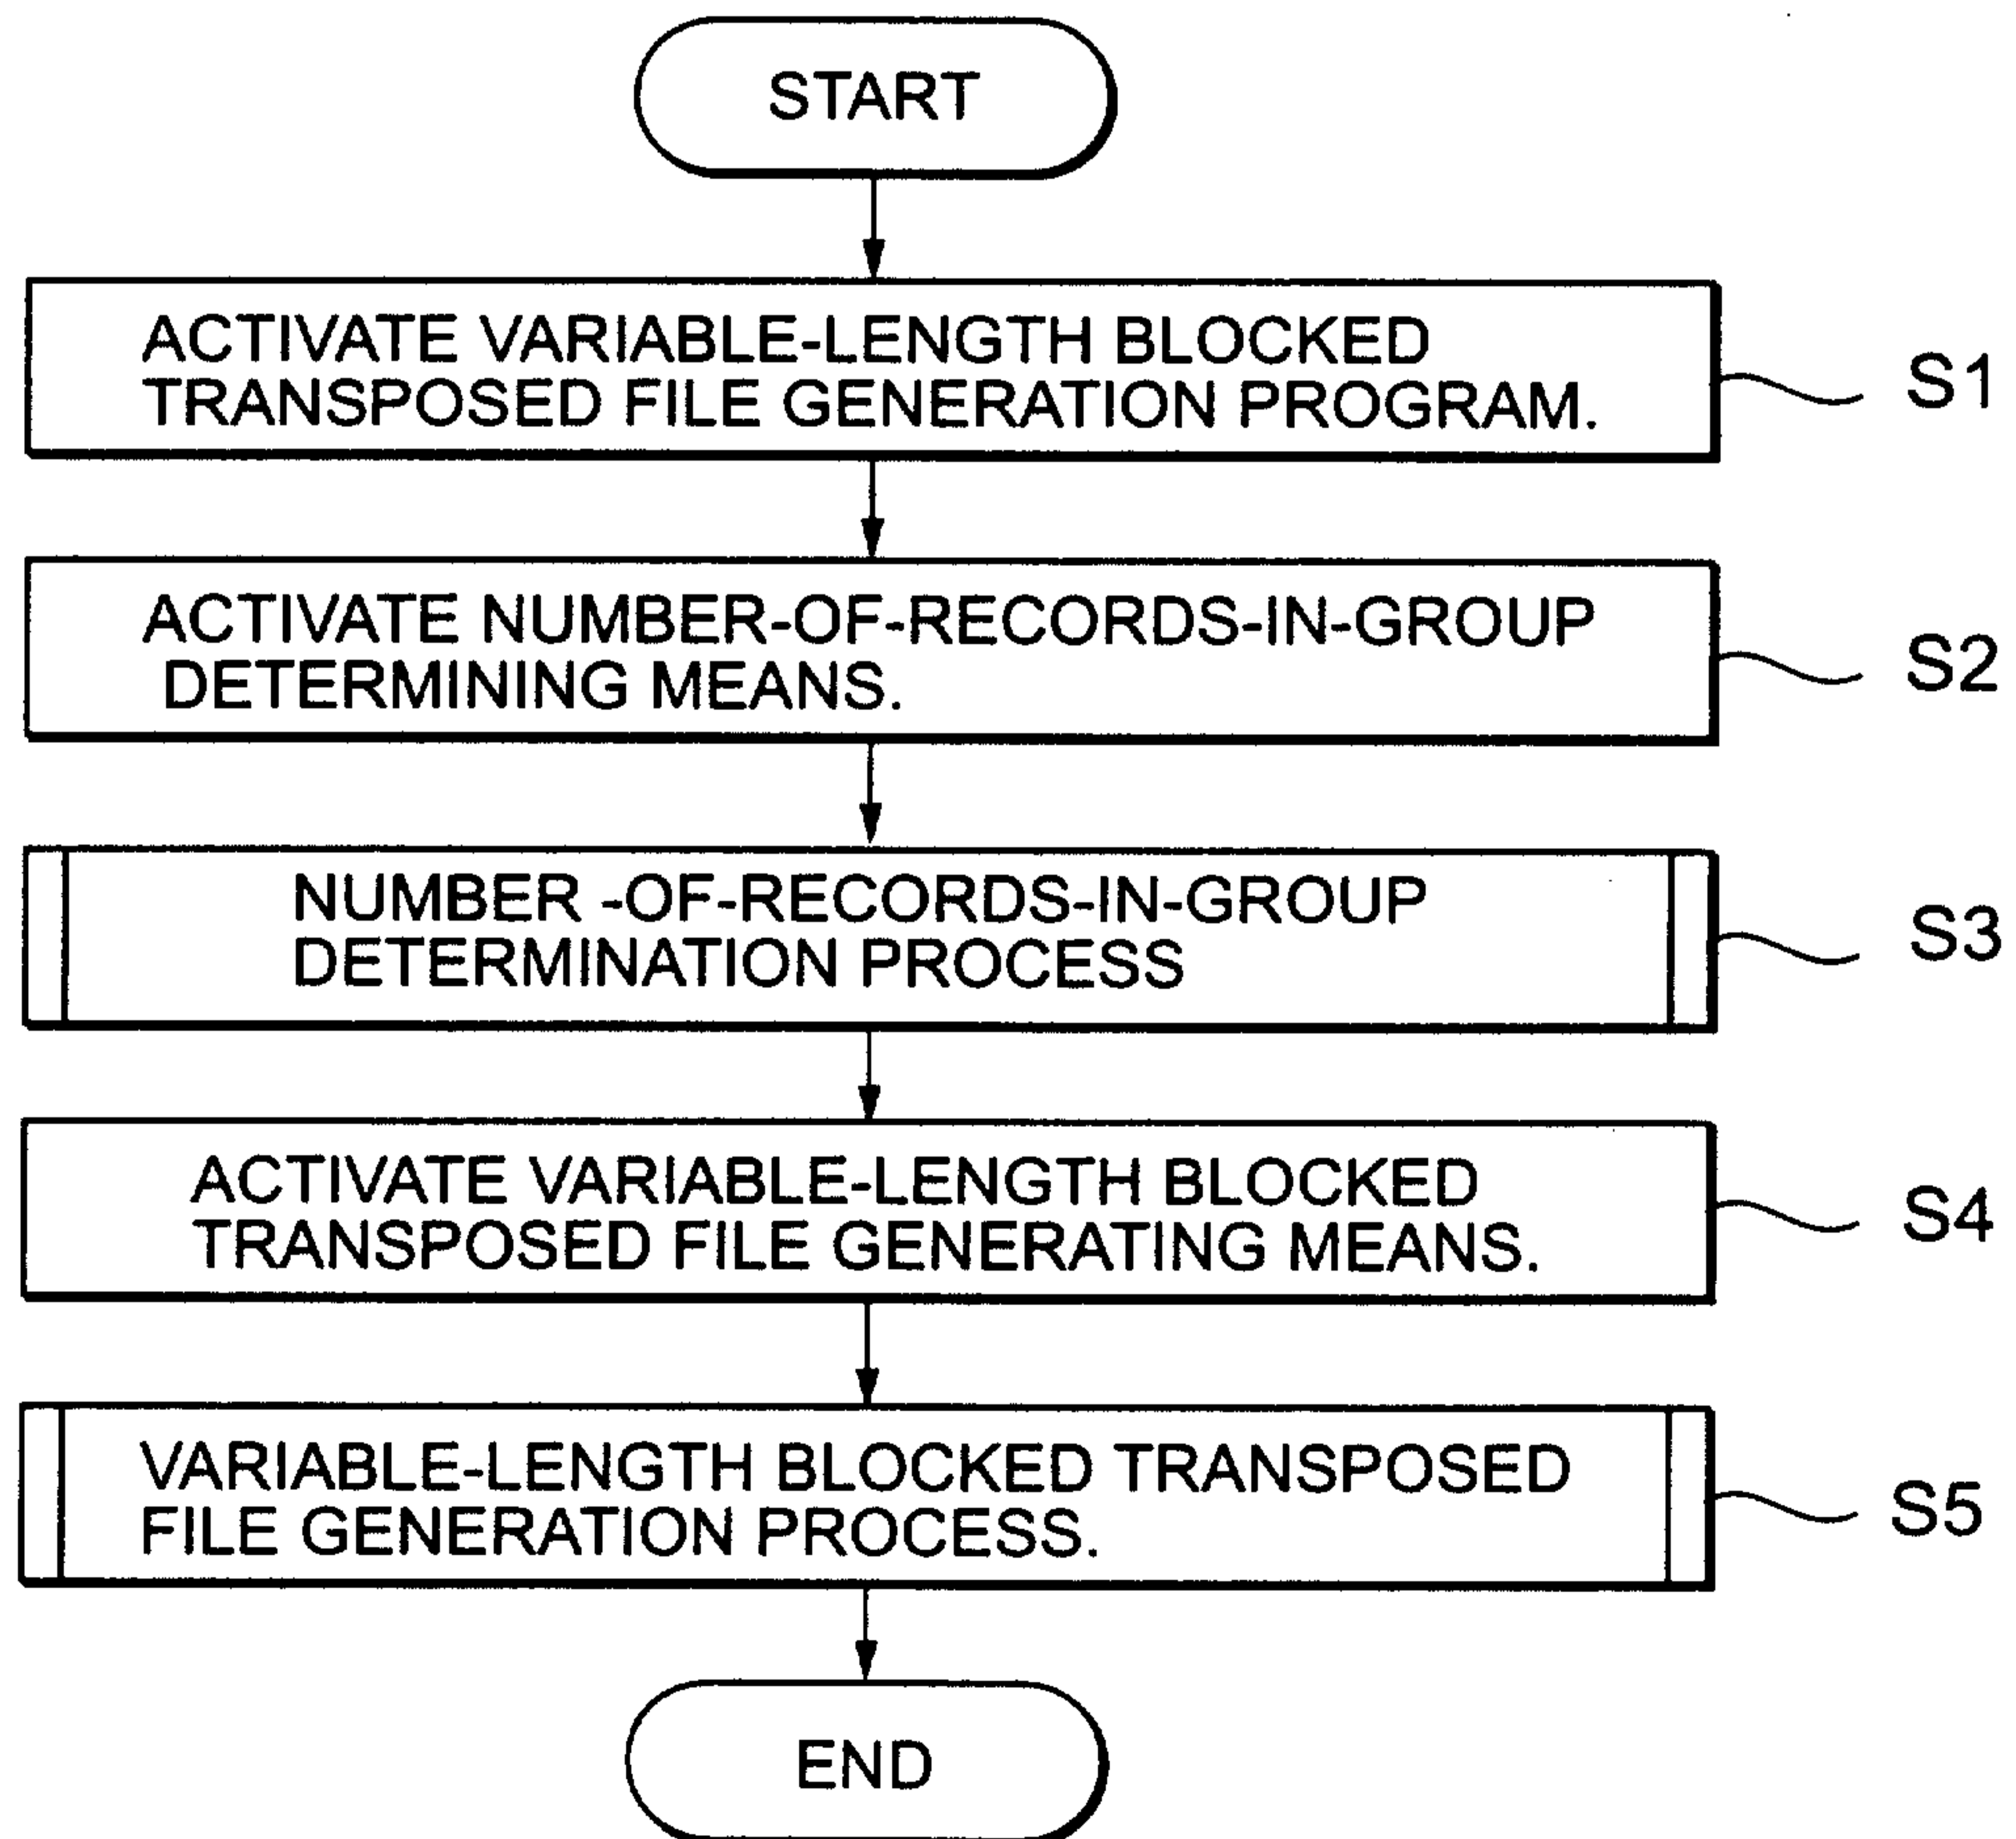 START
ACTIVATE VARIABLE-LENGTH BLOCKED
TRANSPOSED FILE GENERATION PROGRAM.
S1
ACTIVATE NUMBER-OF-RECORDS-IN-GROUP
DETERMINING MEANS.
S2
NUMBER -OF-RECORDS-IN-GROUP
DETERMINATION PROCESS
S3
ACTIVATE VARIABLE-LENGTH BLOCKED
TRANSPOSED FILE GENERATING MEANS.
S4
VARIABLE-LENGTH BLOCKED TRANSPOSED
FILE GENERATION PROCESS.
S5
END